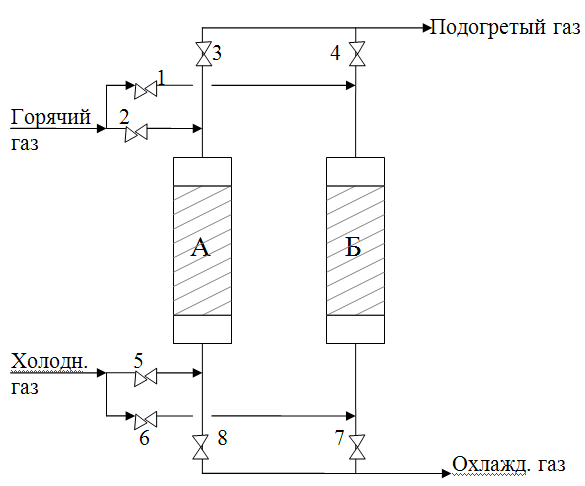 Подогретый газ
3
4
1
Горячий
газ
2
А
Б
Холодн.
газ
5
6
8
7
Охлажд. газ